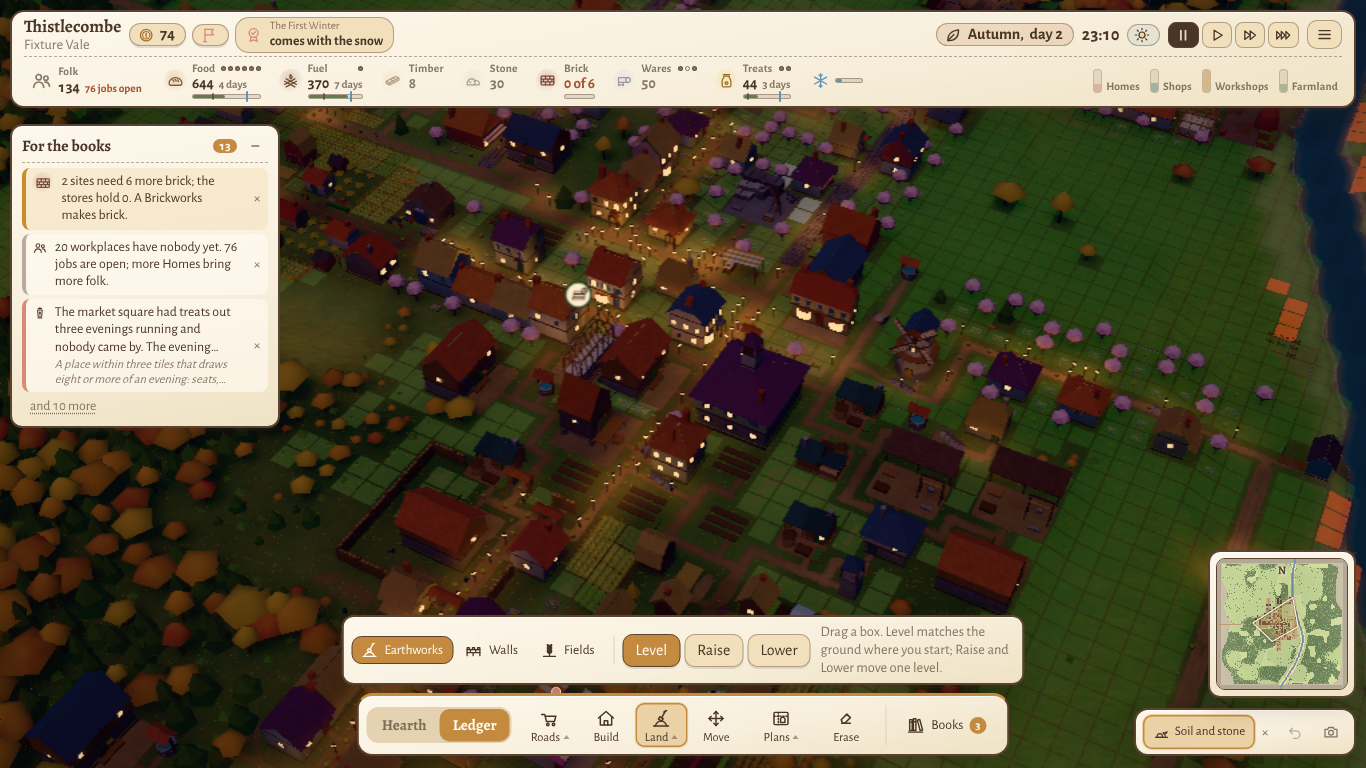 Thistlecombe
Fixture Vale
74
The First Winter
comes with the snow
Autumn, day 2
23:10
Folk
134 76 jobs open
Food
644 4 days
Fuel
370 7 days
Timber
8
Stone
30
Brick
0 of 6
Wares
50
Treats
44 3 days
Homes
Shops
Workshops
Farmland
For the books
13
2 sites need 6 more brick; the
stores hold 0. A Brickworks
makes brick.
×
20 workplaces have nobody yet. 76
jobs are open; more Homes bring
more folk.
×
The market square had treats out
three evenings running and
nobody came by. The evening...
×
A place within three tiles that draws
eight or more of an evening: seats,...
and 10 more
Earthworks
Walls
Fields
Level
Raise
Lower
Drag a box. Level matches the
ground where you start; Raise and
Lower move one level.
Hearth
Ledger
Roads
Build
Land
Move
Plans
Erase
Books
3
N
Soil and stone
×